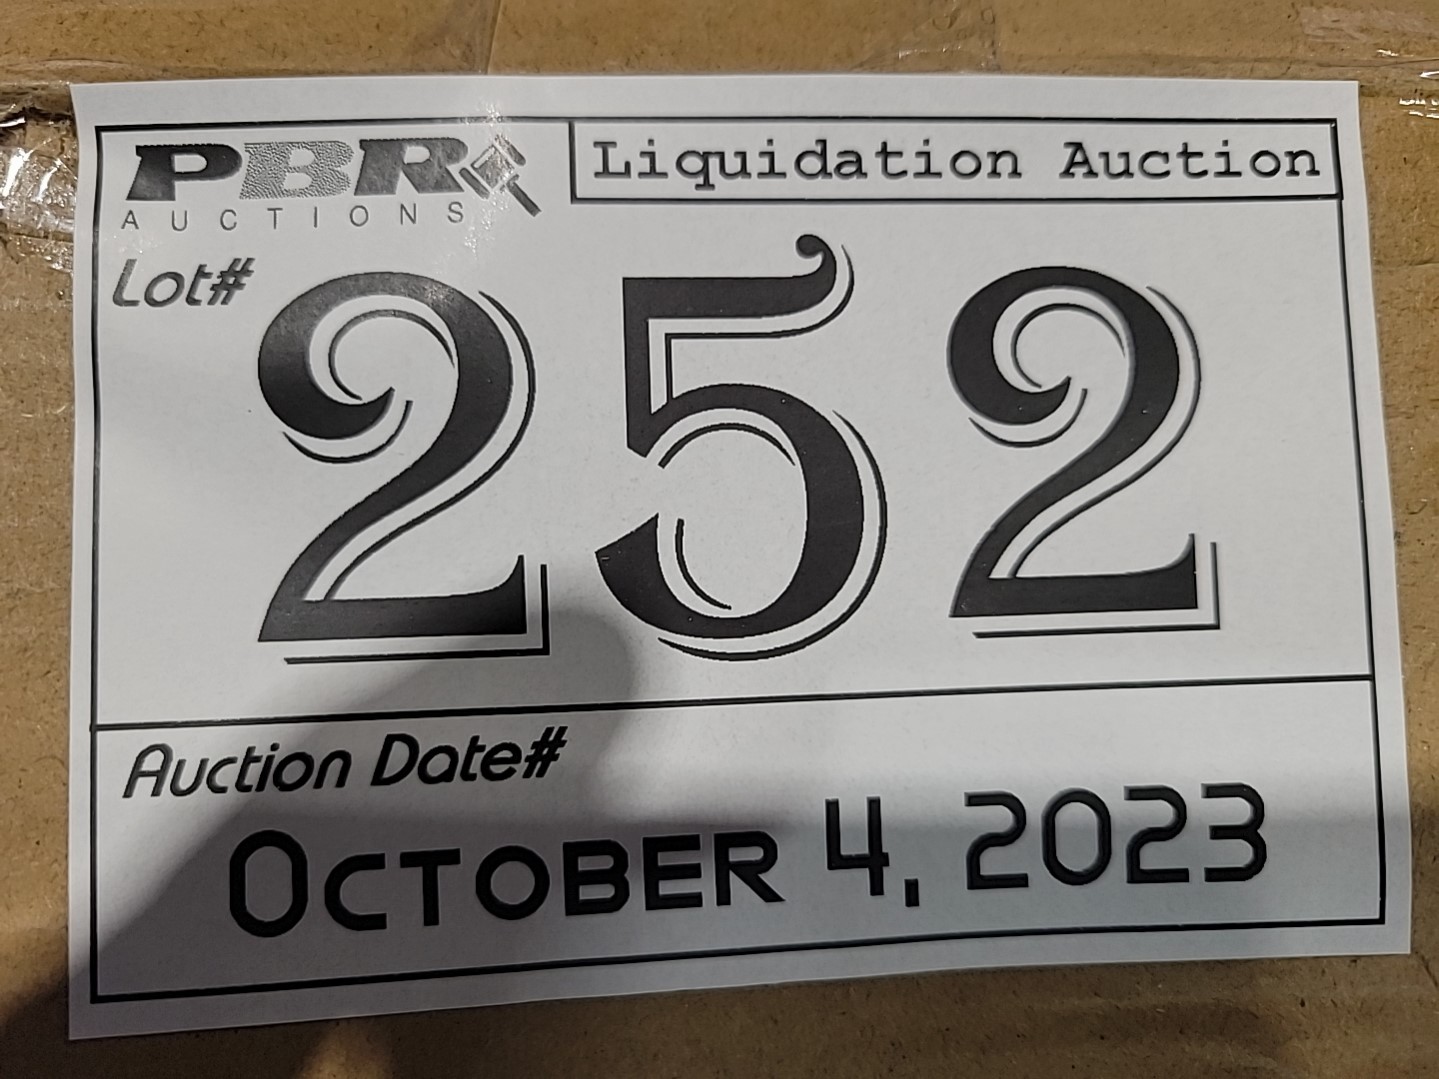 PBR
AUCTIONS
Liquidation Auction
Lot#
252
Auction Date#
OCTOBER 4, 2023